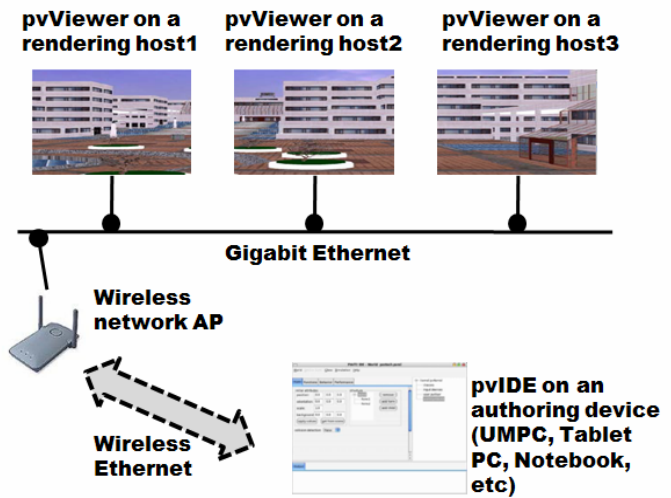 pvViewer on a
rendering host1
pvViewer on a
rendering host2
pvViewer on a
rendering host3
Gigabit Ethernet
Wireless
network AP
Wireless
Ethernet
pvIDE on an
authoring device
(UMPC, Tablet
PC, Notebook,
etc)